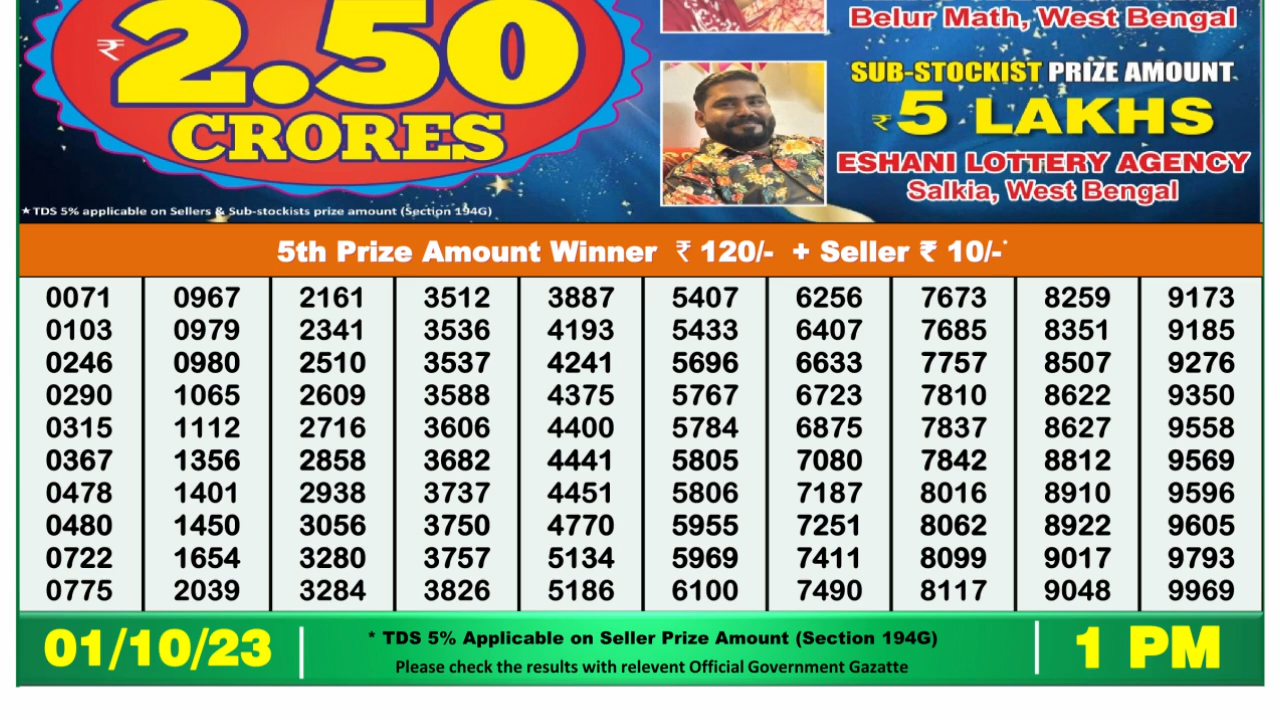 Belur Math, West Bengal
₹2.50
CRORES
SUB-STOCKIST PRIZE AMOUNT
₹5 LAKHS
ESHANI LOTTERY AGENCY
Salkia, West Bengal
★TDS 5% applicable on Sellers & Sub-stockists prize amount (Section 194G)
5th Prize Amount Winner ₹ 120/- + Seller ₹ 10/-*
0071 0967 2161 3512 3887 5407 6256 7673 8259 9173
0103 0979 2341 3536 4193 5433 6407 7685 8351 9185
0246 0980 2510 3537 4241 5696 6633 7757 8507 9276
0290 1065 2609 3588 4375 5767 6723 7810 8622 9350
0315 1112 2716 3606 4400 5784 6875 7837 8627 9558
0367 1356 2858 3682 4441 5805 7080 7842 8812 9569
0478 1401 2938 3737 4451 5806 7187 8016 8910 9596
0480 1450 3056 3750 4770 5955 7251 8062 8922 9605
0722 1654 3280 3757 5134 5969 7411 8099 9017 9793
0775 2039 3284 3826 5186 6100 7490 8117 9048 9969
01/10/23
* TDS 5% Applicable on Seller Prize Amount (Section 194G)
Please check the results with relevent Official Government Gazatte
1 PM